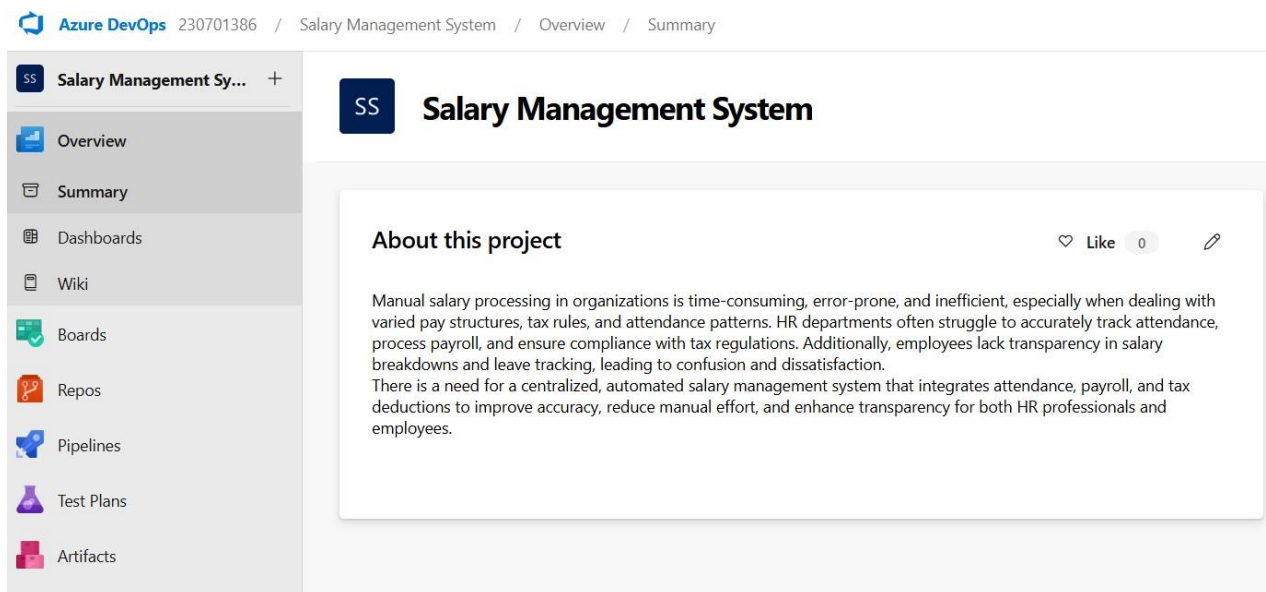 Azure DevOps 230701386 / Salary Management System / Overview / Summary
SS Salary Management Sy... +
Overview
Summary
Dashboards
Wiki
Boards
Repos
Pipelines
Test Plans
Artifacts
SS Salary Management System
About this project
Like 0
Manual salary processing in organizations is time-consuming, error-prone, and inefficient, especially when dealing with
varied pay structures, tax rules, and attendance patterns. HR departments often struggle to accurately track attendance,
process payroll, and ensure compliance with tax regulations. Additionally, employees lack transparency in salary
breakdowns and leave tracking, leading to confusion and dissatisfaction.
There is a need for a centralized, automated salary management system that integrates attendance, payroll, and tax
deductions to improve accuracy, reduce manual effort, and enhance transparency for both HR professionals and
employees.